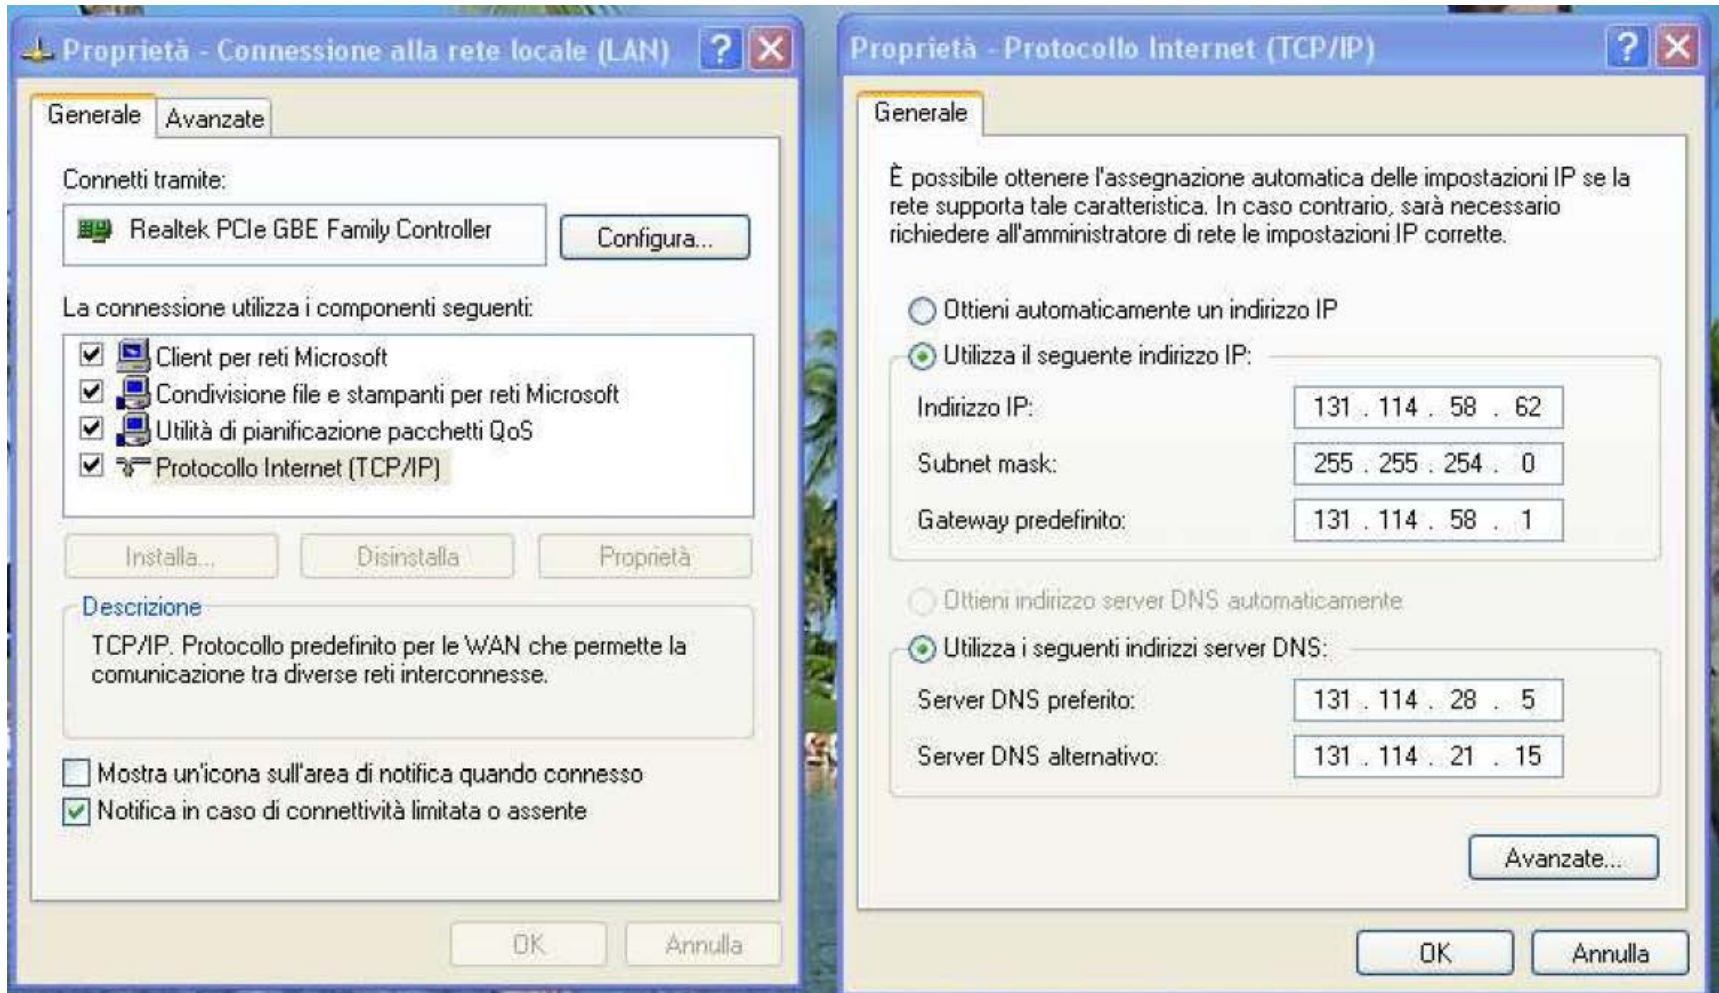 Proprietà - Connessione alla rete locale (LAN)
Generale
Avanzate
Connetti tramite:
Realtek PCIe GBE Family Controller
Configura...
La connessione utilizza i componenti seguenti:
Client per reti Microsoft
Condivisione file e stampanti per reti Microsoft
Utilità di pianificazione pacchetti QoS
Protocollo Internet (TCP/IP)
Installa...
Disinstalla
Proprietà
Descrizione
TCP/IP. Protocollo predefinito per le WAN che permette la
comunicazione tra diverse reti interconnesse.
Mostra un'icona sull'area di notifica quando connesso
Notifica in caso di connettività limitata o assente
OK
Annulla
Proprietà - Protocollo Internet (TCP/IP)
Generale
È possibile ottenere l'assegnazione automatica delle impostazioni IP se la
rete supporta tale caratteristica. In caso contrario, sarà necessario
richiedere all'amministratore di rete le impostazioni IP corrette.
Ottieni automaticamente un indirizzo IP
Utilizza il seguente indirizzo IP:
Indirizzo IP: 131 . 114 . 58 . 62
Subnet mask: 255 . 255 . 254 . 0
Gateway predefinito: 131 . 114 . 58 . 1
Ottieni indirizzo server DNS automaticamente
Utilizza i seguenti indirizzi server DNS:
Server DNS preferito: 131 . 114 . 28 . 5
Server DNS alternativo: 131 . 114 . 21 . 15
Avanzate...
OK
Annulla